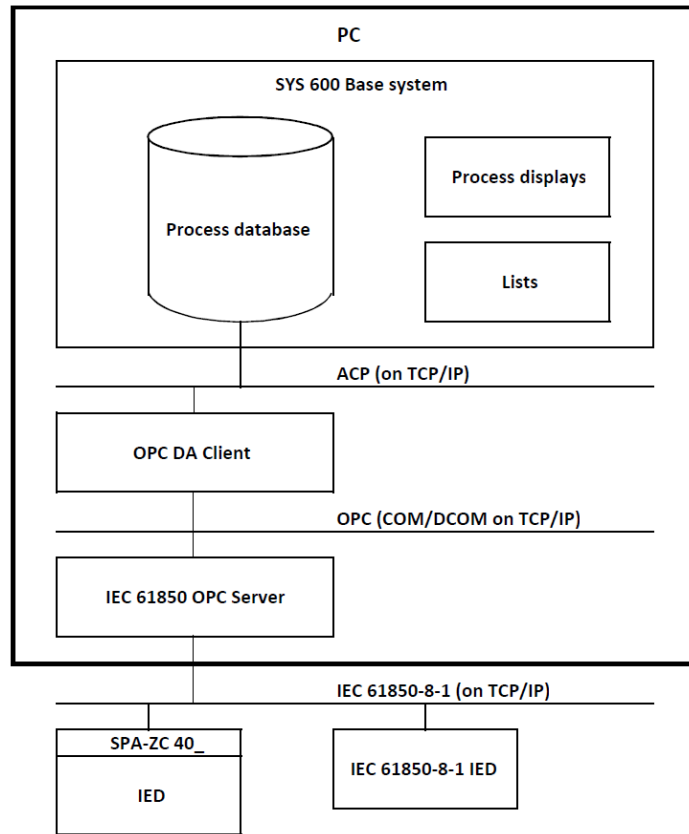 PC
SYS 600 Base system
Process database
Process displays
Lists
ACP (on TCP/IP)
OPC DA Client
OPC (COM/DCOM on TCP/IP)
IEC 61850 OPC Server
IEC 61850-8-1 (on TCP/IP)
SPA-ZC 40_
IED
IEC 61850-8-1 IED